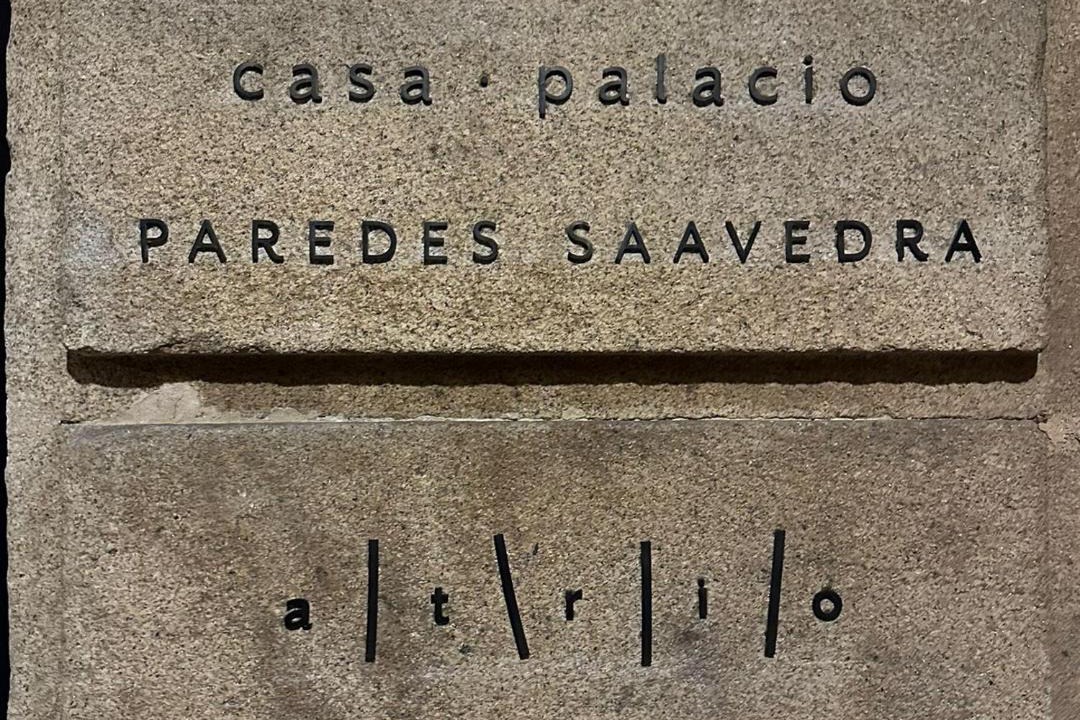 casa · palacio
PAREDES SAAVEDRA
a|t\r|i/o